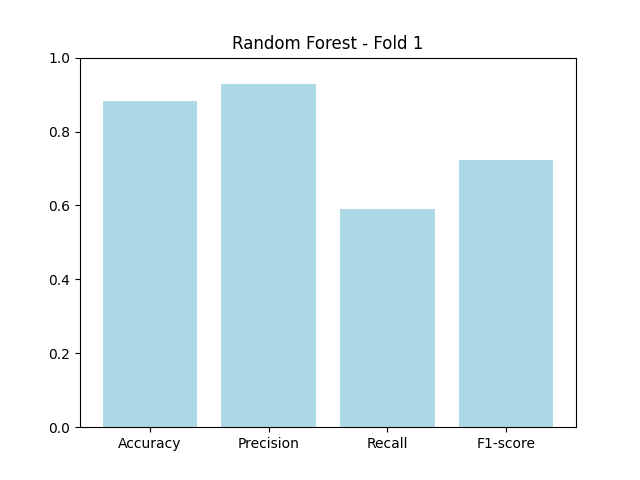 Random Forest - Fold 1
1.0
0.8
0.6
0.4
0.2
0.0
Accuracy
Precision
Recall
F1-score